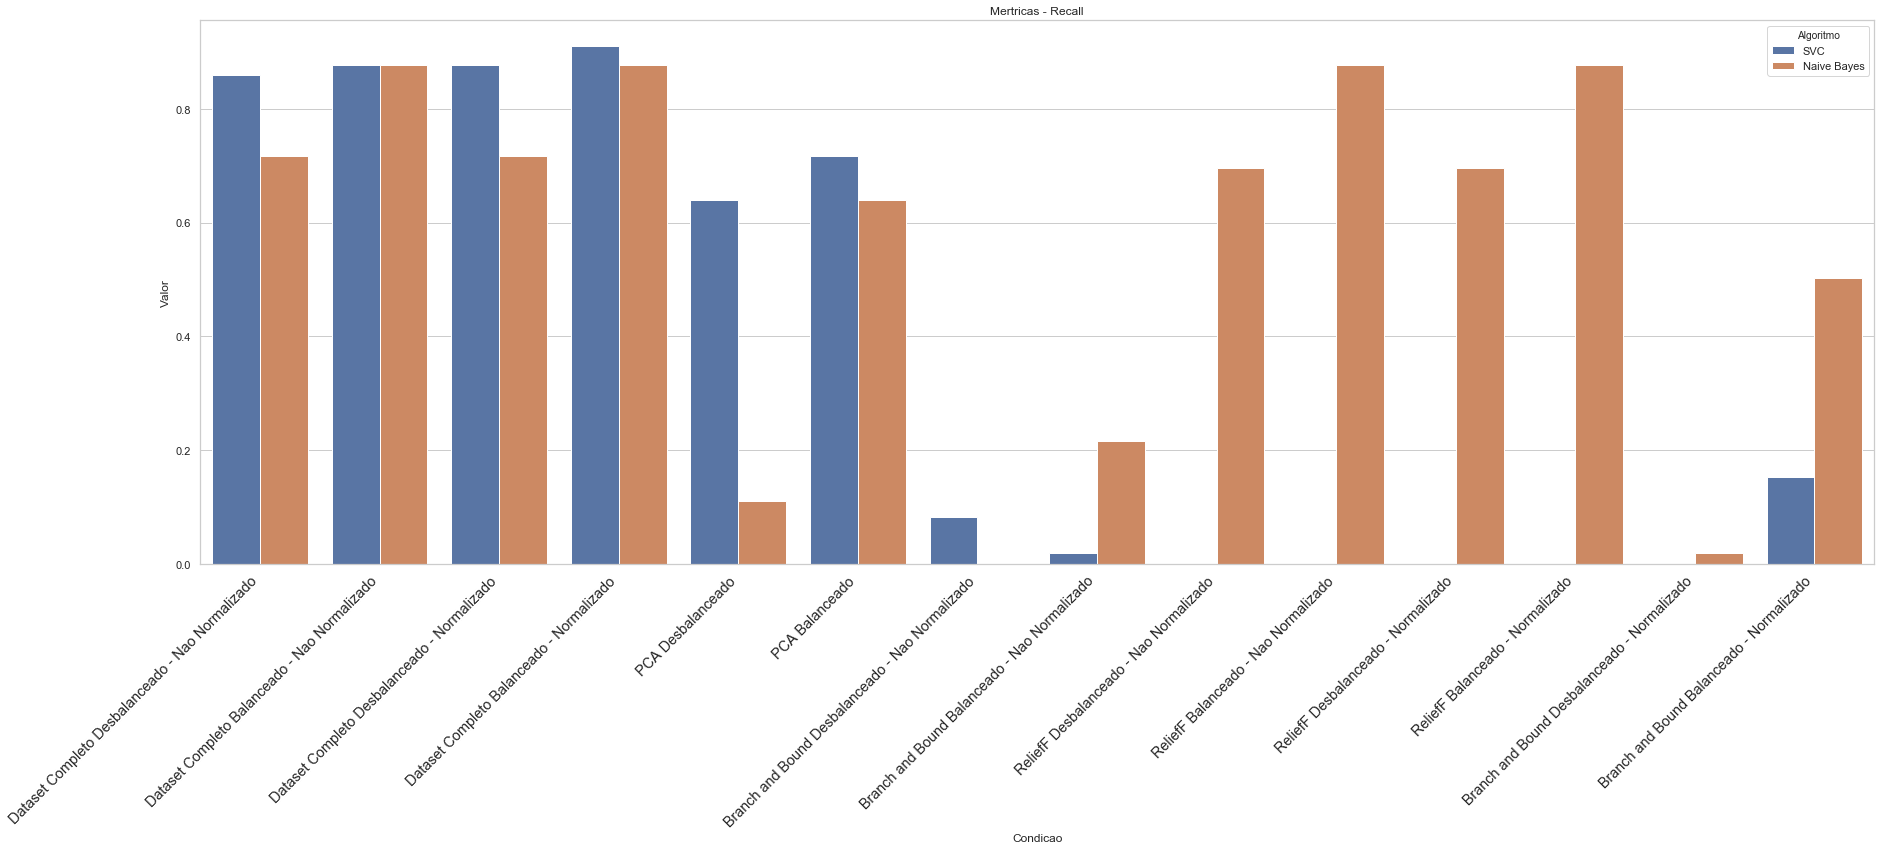 Mertricas - Recall
Algoritmo
SVC
Naive Bayes
Valor
0.8
0.6
0.4
0.2
0.0
Dataset Completo Desbalanceado - Nao Normalizado
Dataset Completo Balanceado - Nao Normalizado
Dataset Completo Desbalanceado - Normalizado
Dataset Completo Balanceado - Normalizado
PCA Desbalanceado
PCA Balanceado
Branch and Bound Desbalanceado - Nao Normalizado
Branch and Bound Balanceado - Nao Normalizado
ReliefF Desbalanceado - Nao Normalizado
ReliefF Balanceado - Nao Normalizado
ReliefF Desbalanceado - Normalizado
ReliefF Balanceado - Normalizado
Branch and Bound Desbalanceado - Normalizado
Branch and Bound Balanceado - Normalizado
Condicao